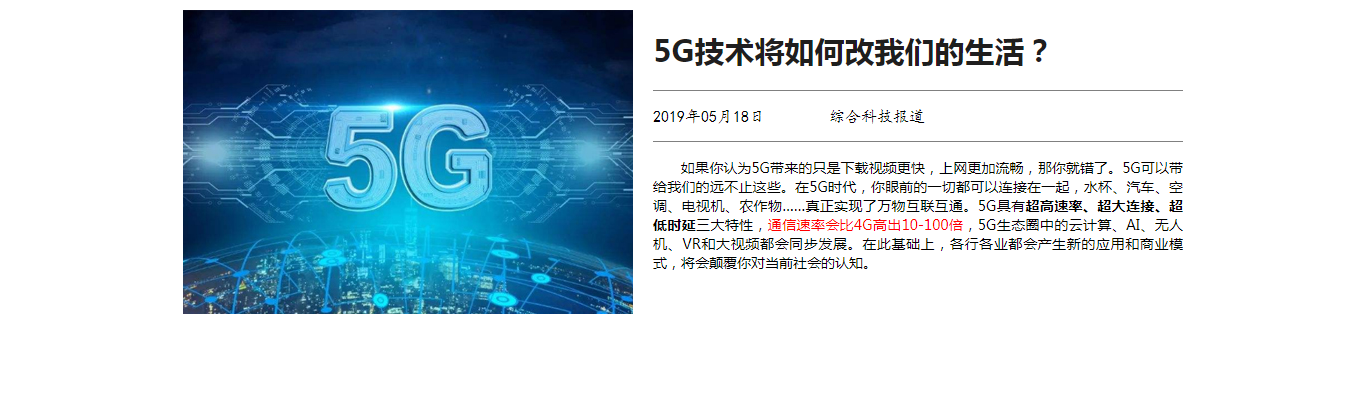 5G
5G技术将如何改我们的生活？
2019年05月18日 综合科技报道
如果你认为5G带来的只是下载视频更快，上网更加流畅，那你就错了。5G可以带
给我们的远不止这些。在5G时代，你眼前的一切都可以连接在一起，水杯、汽车、空
调、电视机、农作物……真正实现了万物互联互通。5G具有超高速率、超大连接、超
低时延三大特性，通信速率会比4G高出10-100倍，5G生态圈中的云计算、AI、无人
机、VR和大视频都会同步发展。在此基础上，各行各业都会产生新的应用和商业模
式，将会颠覆你对当前社会的认知。